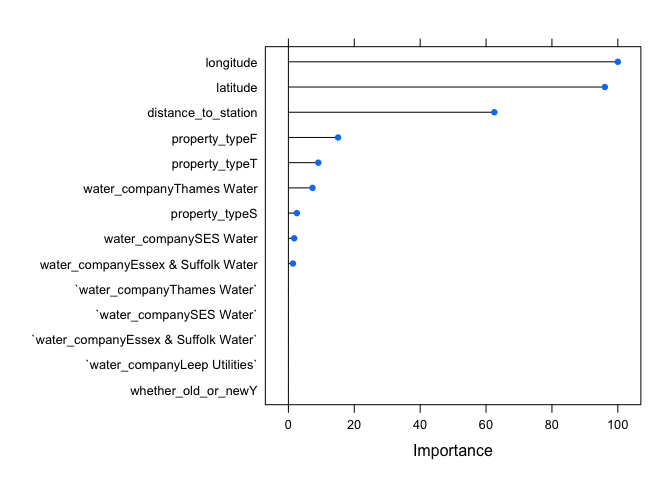 longitude
latitude
distance_to_station
property_typeF
property_typeT
water_companyThames Water
property_typeS
water_companySES Water
water_companyEssex & Suffolk Water
`water_companyThames Water`
`water_companySES Water`
`water_companyEssex & Suffolk Water`
`water_companyLeep Utilities`
whether_old_or_newY
0 20 40 60 80 100
Importance